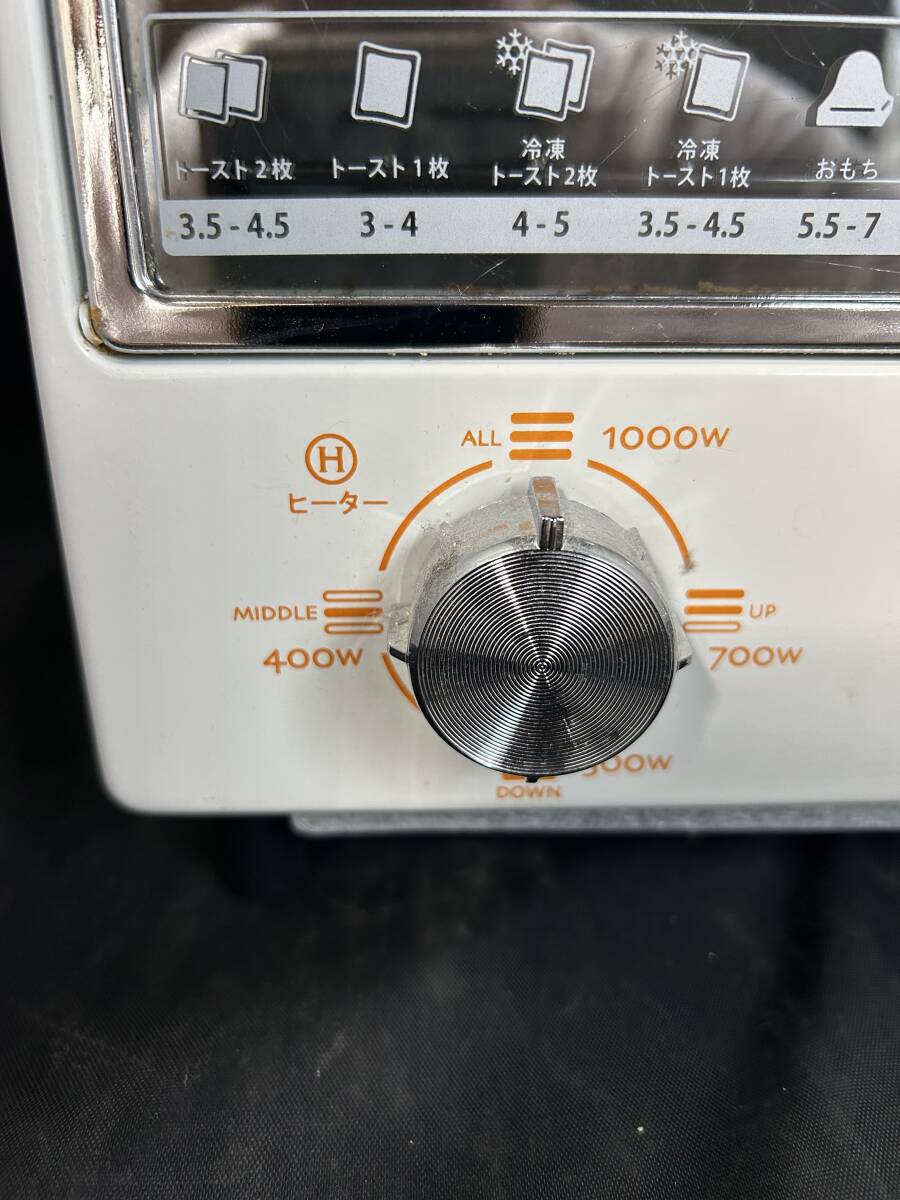 トースト2枚
トースト1枚
冷凍
トースト2枚
冷凍
トースト1枚
おもち
3.5 - 4.5
3 - 4
4 - 5
3.5 - 4.5
5.5 - 7
ALL
1000W
H
ヒーター
MIDDLE
400W
UP
700W
DOWN